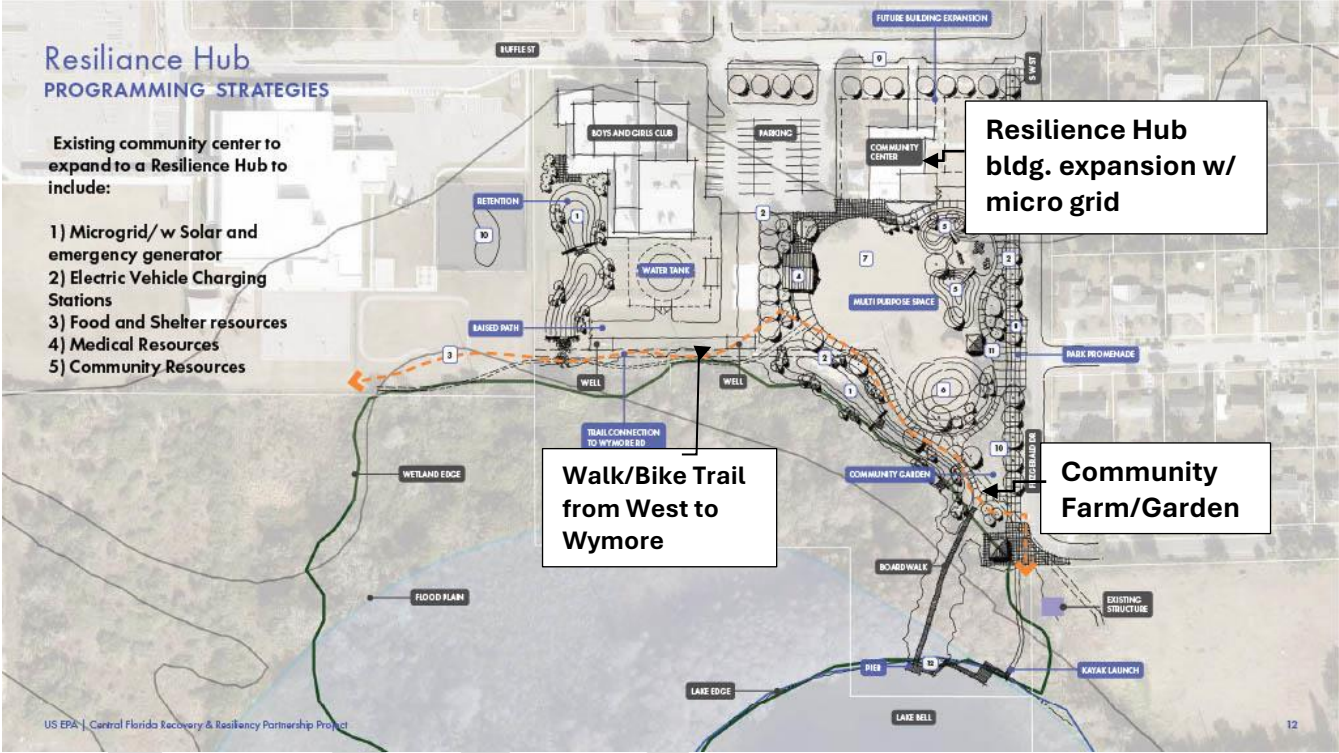 Resiliance Hub
PROGRAMMING STRATEGIES
Existing community center to
expand to a Resilience Hub to
include:
1) Microgrid/ w Solar and
emergency generator
2) Electric Vehicle Charging
Stations
3) Food and Shelter resources
4) Medical Resources
5) Community Resources
FUTURE BUILDING EXPANSION
RUFFLE ST
9
S W ST
BOYS AND GIRLS CLUB
PARKING
COMMUNITY
CENTER
Resilience Hub
bldg. expansion w/
micro grid
RETENTION
1
2
5
10
4
7
2
WATER TANK
5
MULTI PURPOSE SPACE
RAISED PATH
8
3
2
11
PARK PROMENADE
WELL
WELL
1
6
TRAIL CONNECTION
TO WYMORE RD
10
WETLAND EDGE
COMMUNITY GARDEN
FITZGERALD DR
Walk/Bike Trail
from West to
Wymore
Community
Farm/Garden
BOARDWALK
FLOOD PLAIN
EXISTING
STRUCTURE
PIER
12
KAYAK LAUNCH
LAKE EDGE
LAKE BELL
US EPA | Central Florida Recovery & Resiliency Partnership Project
12